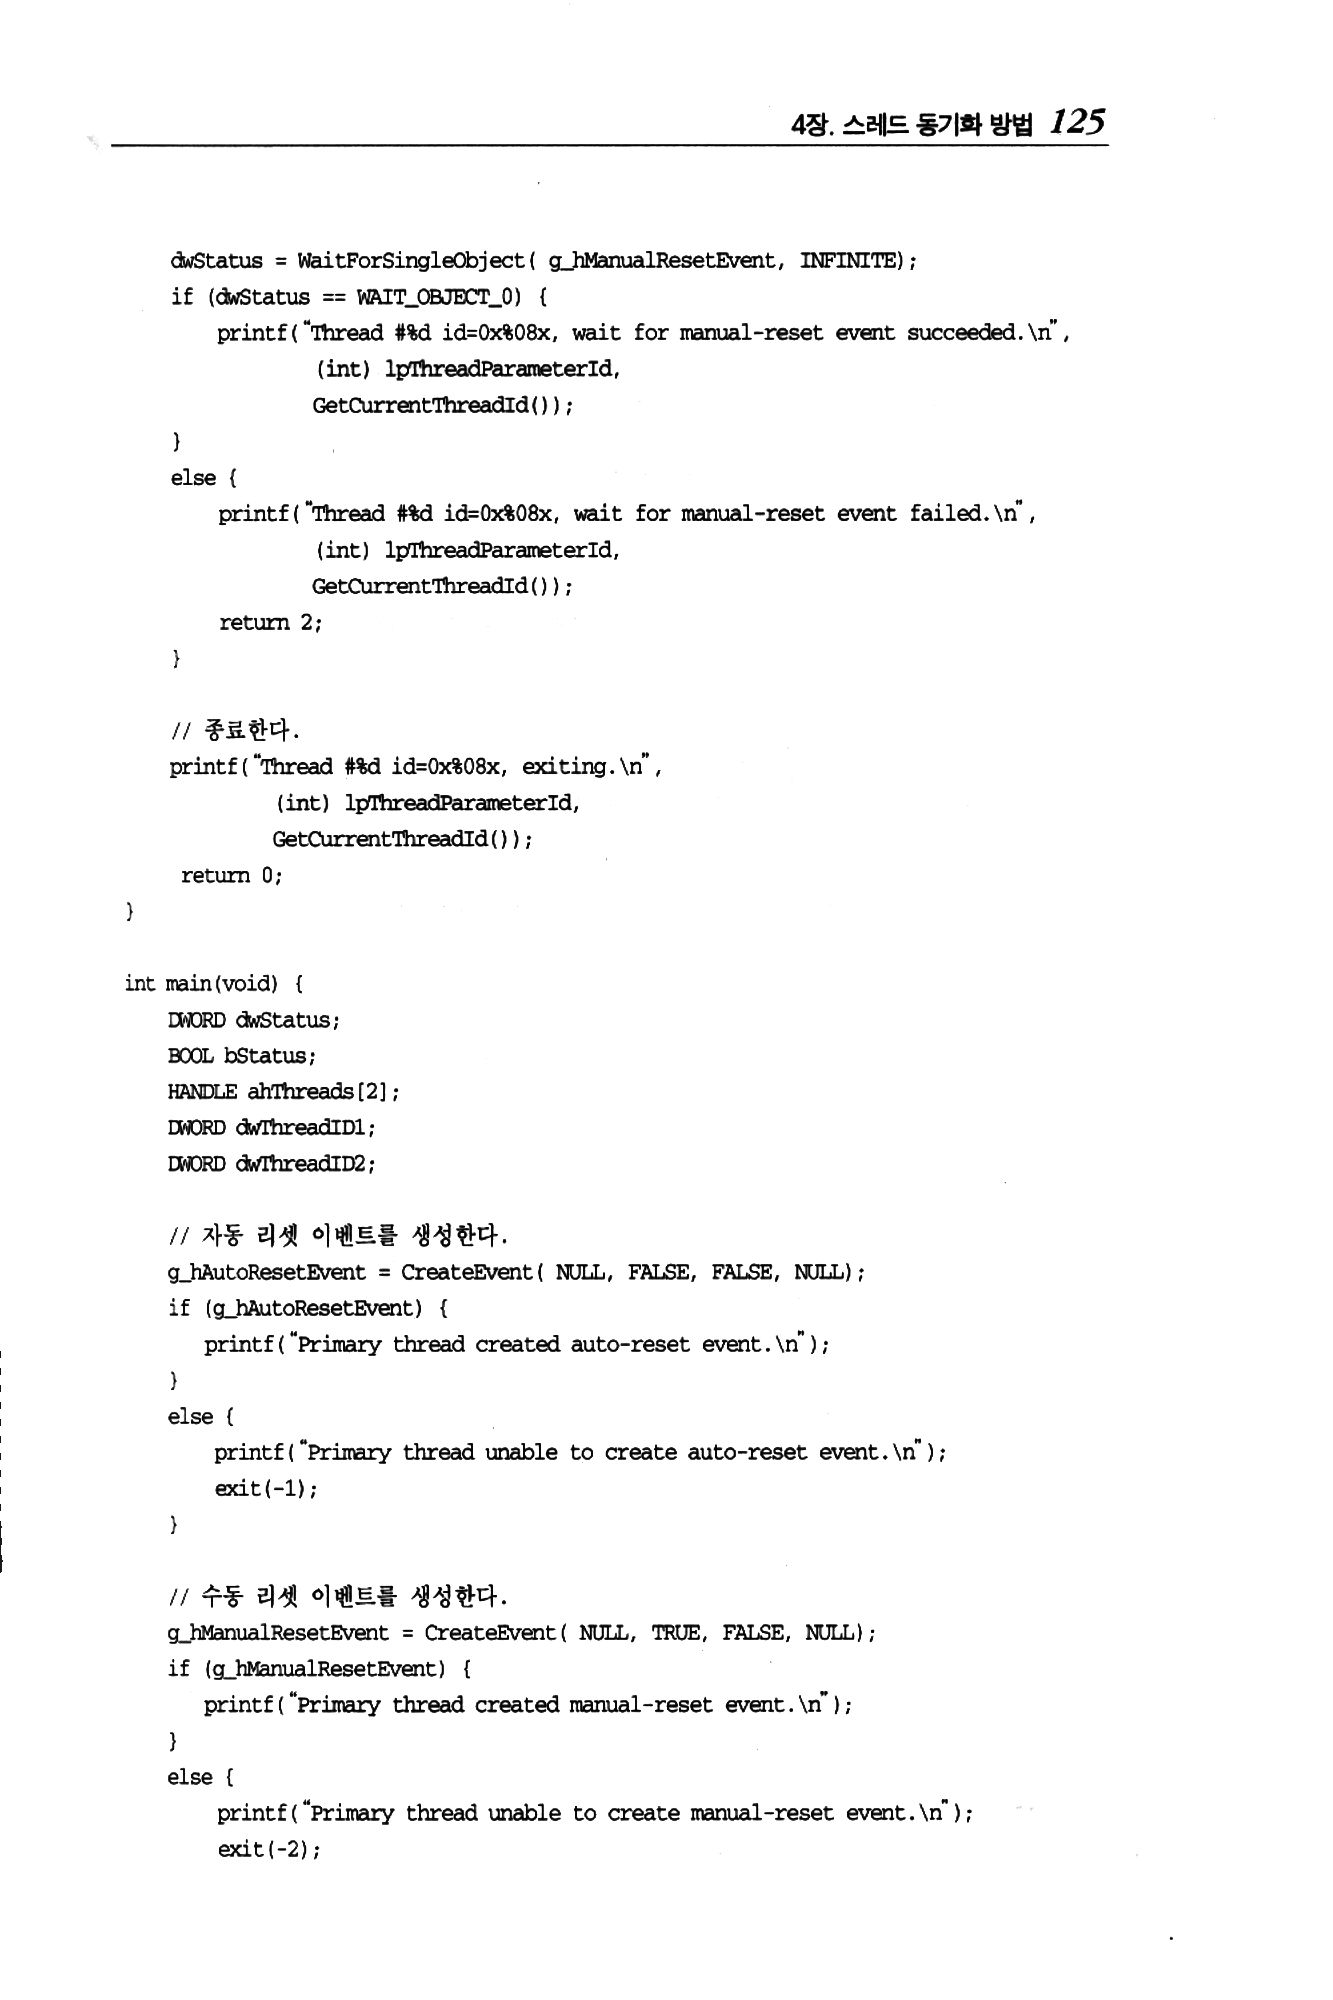 4장. 스레드 동기화 방법 125
dwStatus = WaitForSingleObject( g_hManualResetEvent, INFINITE);
if (dwStatus == WAIT_OBJECT_0) {
printf("Thread #%d id=0x%08x, wait for manual-reset event succeeded.\n",
(int) lpThreadParameterId,
GetCurrentThreadId());
}
else {
printf("Thread #%d id=0x%08x, wait for manual-reset event failed.\n",
(int) lpThreadParameterId,
GetCurrentThreadId());
return 2;
}
// 종료한다.
printf("Thread #%d id=0x%08x, exiting.\n",
(int) lpThreadParameterId,
GetCurrentThreadId());
return 0;
}
int main(void) {
DWORD dwStatus;
BOOL bStatus;
HANDLE ahThreads[2];
DWORD dwThreadID1;
DWORD dwThreadID2;
// 자동 리셋 이벤트를 생성한다.
g_hAutoResetEvent = CreateEvent( NULL, FALSE, FALSE, NULL);
if (g_hAutoResetEvent) {
printf("Primary thread created auto-reset event.\n");
}
else {
printf("Primary thread unable to create auto-reset event.\n");
exit(-1);
}
// 수동 리셋 이벤트를 생성한다.
g_hManualResetEvent = CreateEvent( NULL, TRUE, FALSE, NULL);
if (g_hManualResetEvent) {
printf("Primary thread created manual-reset event.\n");
}
else {
printf("Primary thread unable to create manual-reset event.\n");
exit(-2);